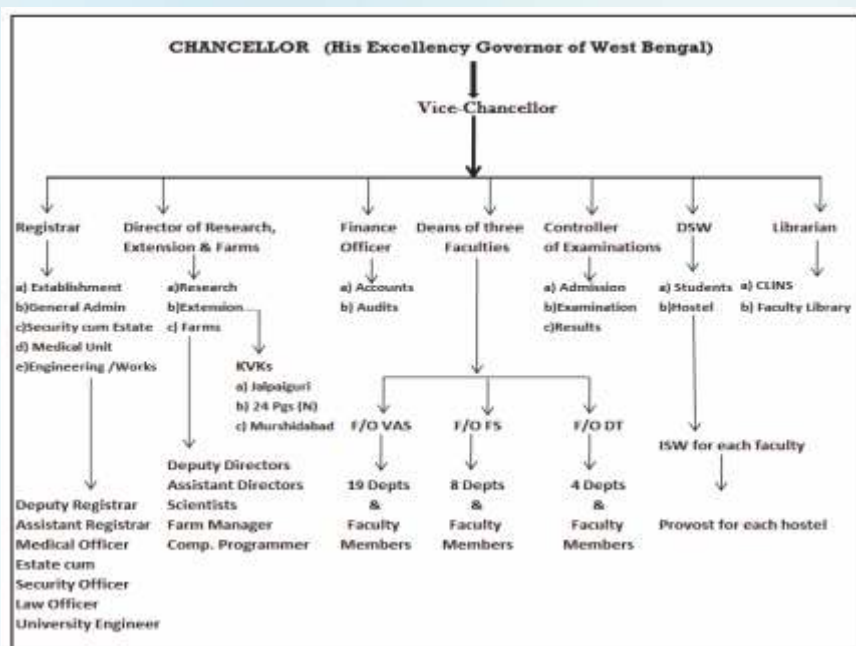 CHANCELLOR (His Excellency Governor of West Bengal)
Vice-Chancellor
Registrar
Director of Research,
Extension & Farms
Finance
Officer
Deans of three
Faculties
Controller
of Examinations
DSW
Librarian
a) Establishment
b)General Admin
c)Security cum Estate
d) Medical Unit
e)Engineering /Works
a)Research
b)Extension
c) Farms
a) Accounts
b) Audits
a) Admission
b)Examination
c)Results
a) Students
b)Hostel
a) CLINS
b) Faculty Library
KVKs
a) Jalpaiguri
b) 24 Pgs (N)
c) Murshidabad
F/O VAS
F/O FS
F/O DT
ISW for each faculty
Deputy Directors
Assistant Directors
Scientists
Farm Manager
Comp. Programmer
19 Depts
&
Faculty
Members
8 Depts
&
Faculty
Members
4 Depts
&
Faculty
Members
Provost for each hostel
Deputy Registrar
Assistant Registrar
Medical Officer
Estate cum
Security Officer
Law Officer
University Engineer